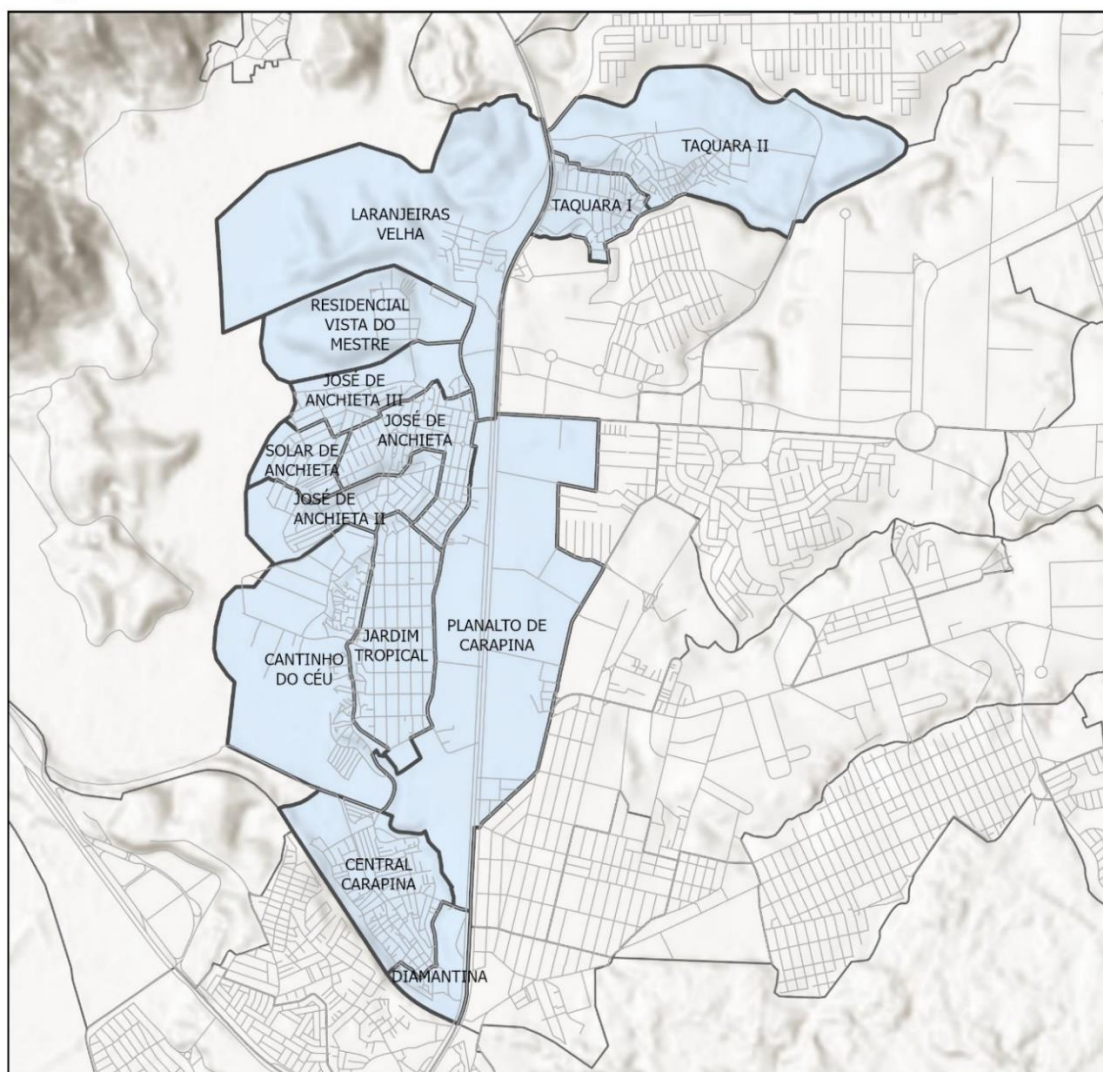 TAQUARA II
TAQUARA I
LARANJEIRAS
VELHA
RESIDENCIAL
VISTA DO
MESTRE
JOSÉ DE
ANCHIETA III
JOSÉ DE
ANCHIETA
SOLAR DE
ANCHIETA
JOSÉ DE
ANCHIETA II
PLANALTO DE
CARAPINA
JARDIM
TROPICAL
CANTINHO
DO CÉU
CENTRAL
CARAPINA
DIAMANTINA